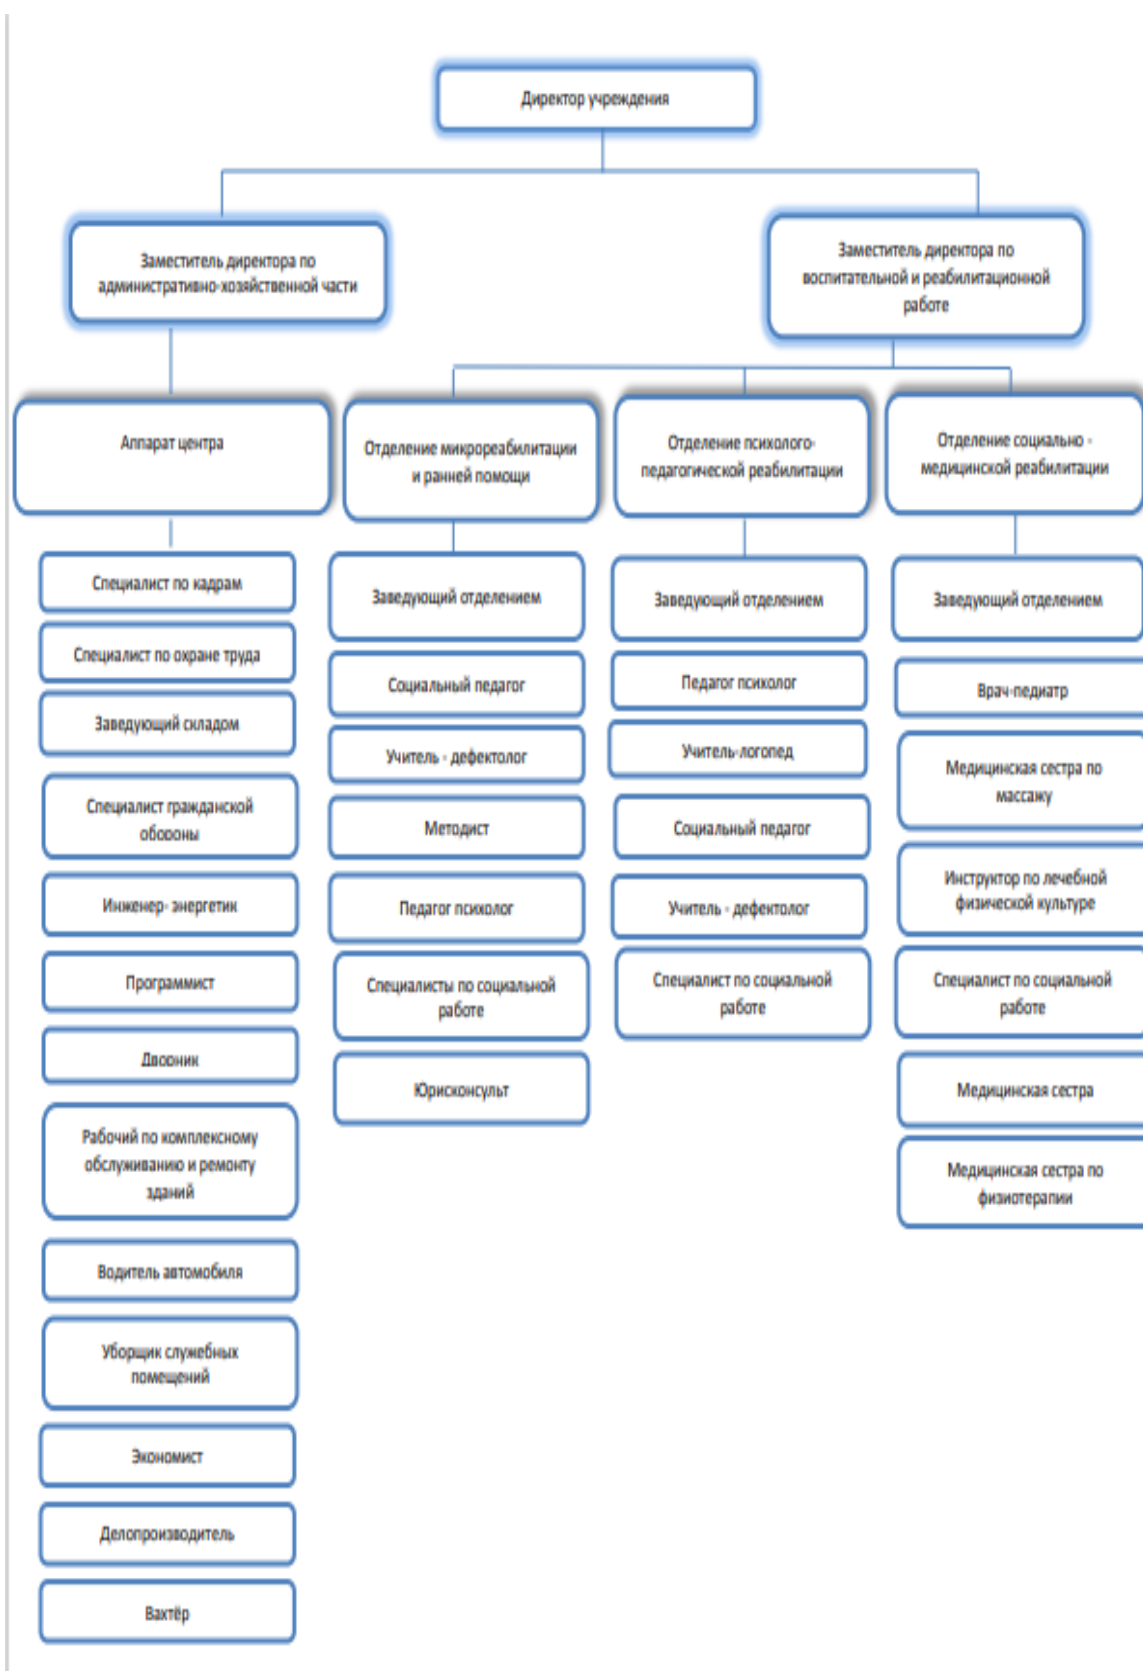 Директор учреждения
Заместитель директора по
административно-хозяйственной части
Заместитель директора по
воспитательной и реабилитационной
работе
Аппарат центра
Специалист по кадрам
Специалист по охране труда
Заведующий складом
Специалист гражданской
обороны
Инженер- энергетик
Программист
Дворник
Рабочий по комплексному
обслуживанию и ремонту
зданий
Водитель автомобиля
Уборщик служебных
помещений
Экономист
Делопроизводитель
Вахтёр
Отделение микрореабилитации
и ранней помощи
Заведующий отделением
Социальный педагог
Учитель - дефектолог
Методист
Педагог психолог
Специалисты по социальной
работе
Юрисконсульт
Отделение психолого-
педагогической реабилитации
Заведующий отделением
Педагог психолог
Учитель-логопед
Социальный педагог
Учитель - дефектолог
Специалист по социальной
работе
Отделение социально -
медицинской реабилитации
Заведующий отделением
Врач-педиатр
Медицинская сестра по
массажу
Инструктор по лечебной
физической культуре
Специалист по социальной
работе
Медицинская сестра
Медицинская сестра по
физиотерапии